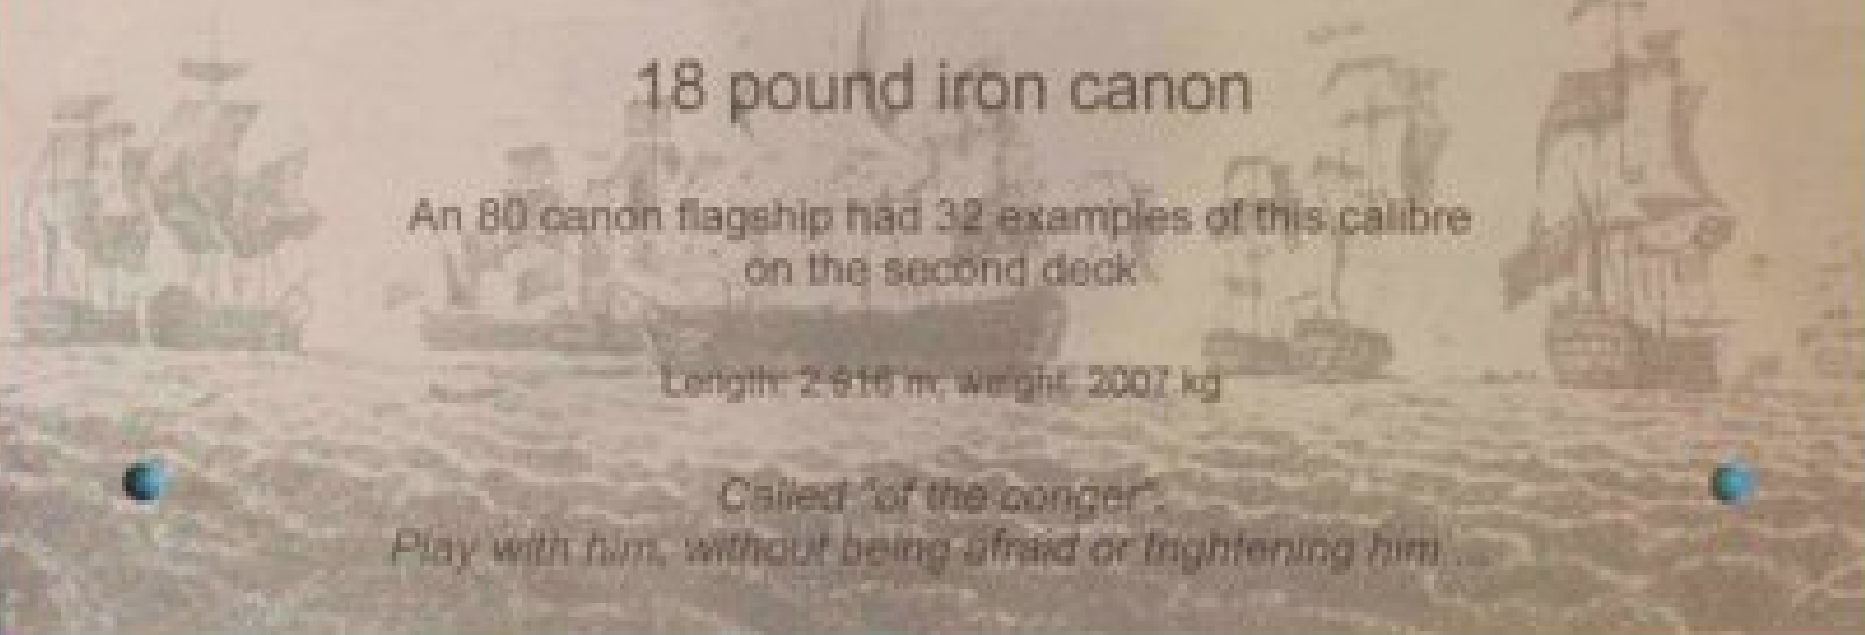 18 pound iron canon
An 80 canon flagship had 32 examples of this calibre
on the second deck
Length: 2 916 m, weight: 2007 kg
Called "of the conger".
Play with him, without being afraid or frightening him...